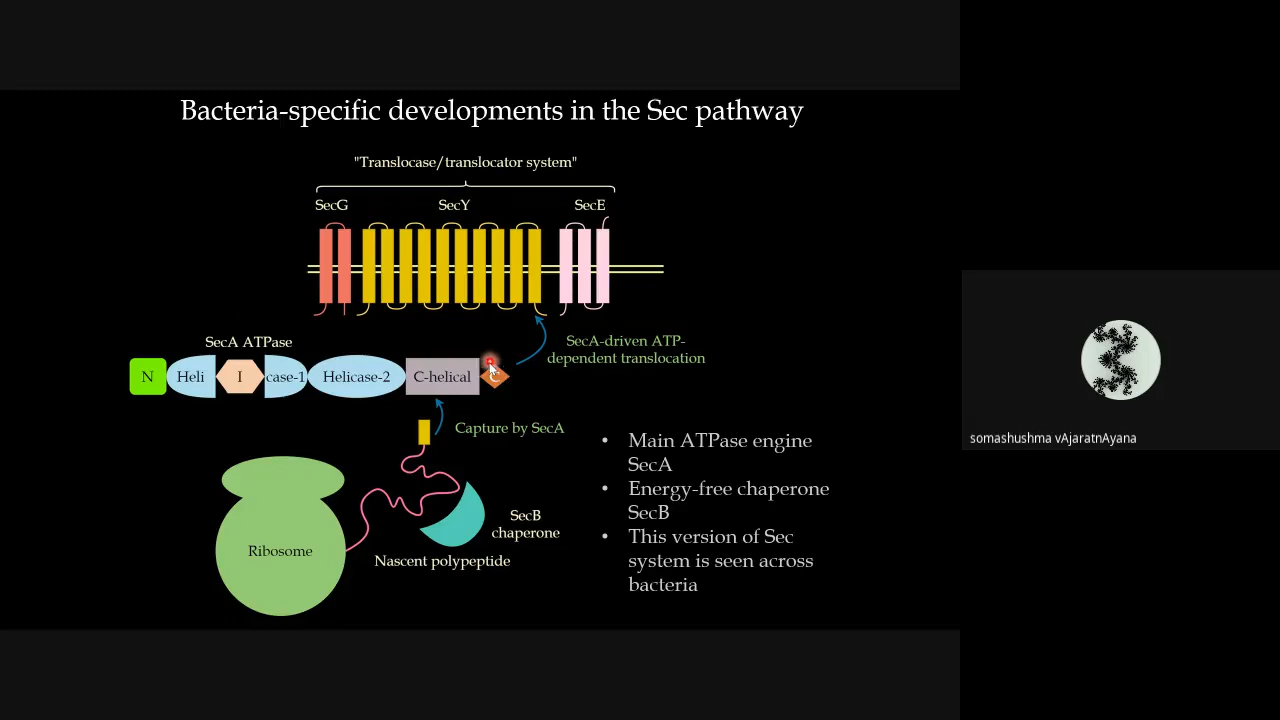 Bacteria-specific developments in the Sec pathway
"Translocase/translocator system"
SecG
SecY
SecE
SecA ATPase
SecA-driven ATP-
dependent translocation
N
Heli
I
case-1
Helicase-2
C-helical
C
Capture by SecA
• Main ATPase engine
SecA
• Energy-free chaperone
SecB
• This version of Sec
system is seen across
bacteria
SecB
chaperone
Ribosome
Nascent polypeptide
somashushma vAjaratnAyana